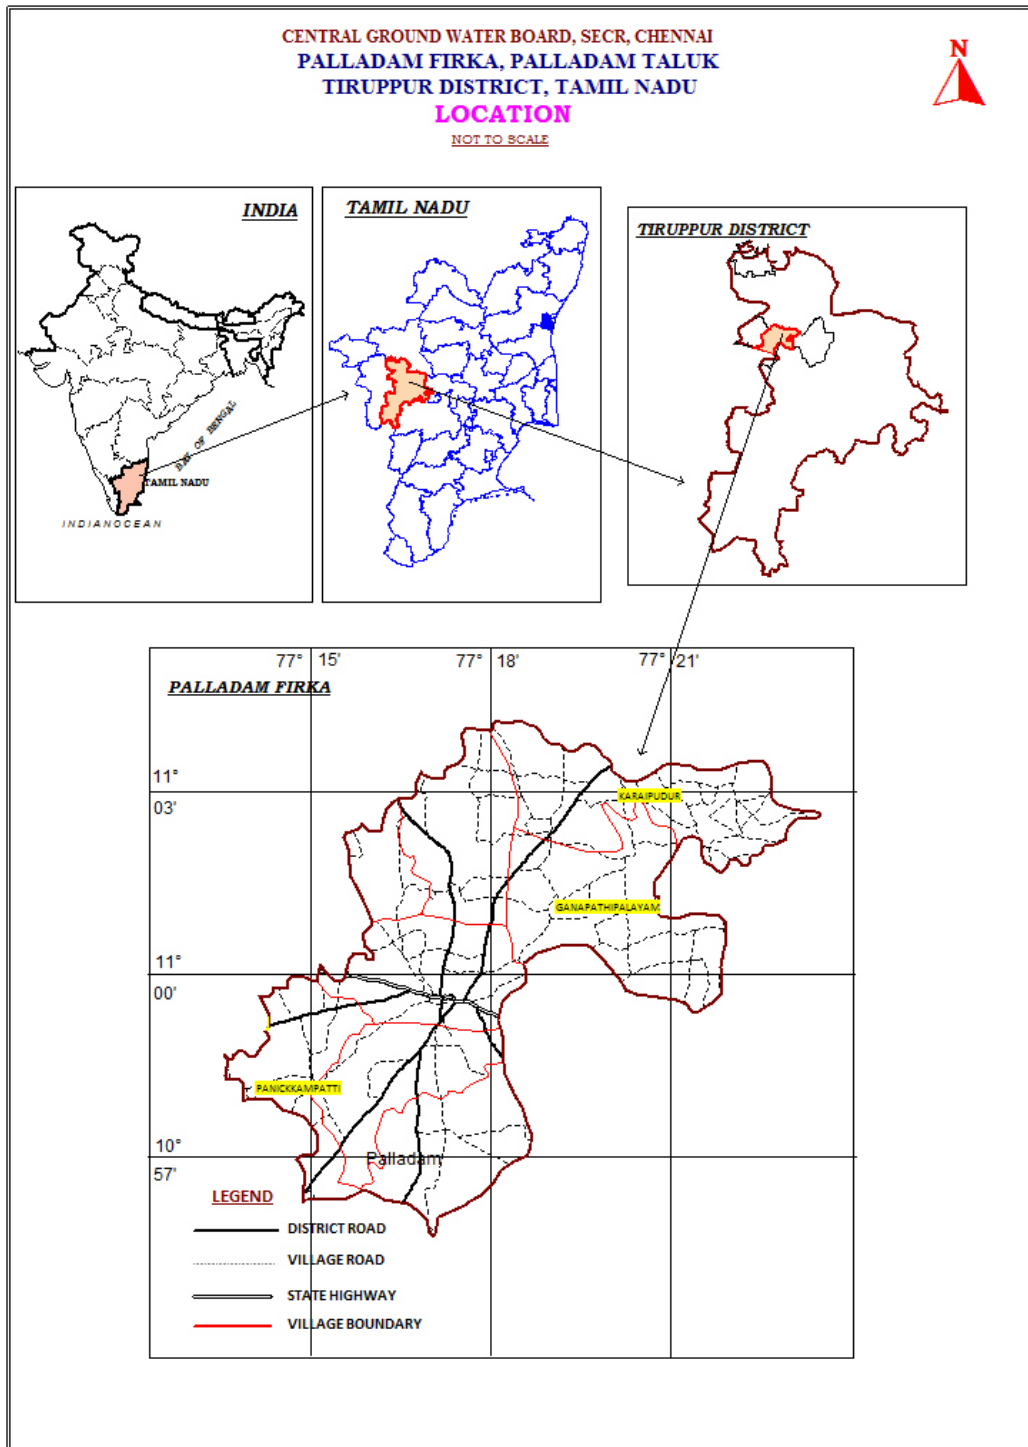 CENTRAL GROUND WATER BOARD, SECR, CHENNAI
PALLADAM FIRKA, PALLADAM TALUK
TIRUPPUR DISTRICT, TAMIL NADU
LOCATION
NOT TO SCALE
N
INDIA
BAY OF BENGAL
TAMIL NADU
INDIANOCEAN
TAMIL NADU
TIRUPPUR DISTRICT
77° 15' 77° 18' 77° 21'
PALLADAM FIRKA
11°
03'
KARAIPUDUR
GANAPATHIPALAYAM
11°
00'
PANICKKAMPATTI
10°
57'
Palladam
LEGEND
DISTRICT ROAD
VILLAGE ROAD
STATE HIGHWAY
VILLAGE BOUNDARY